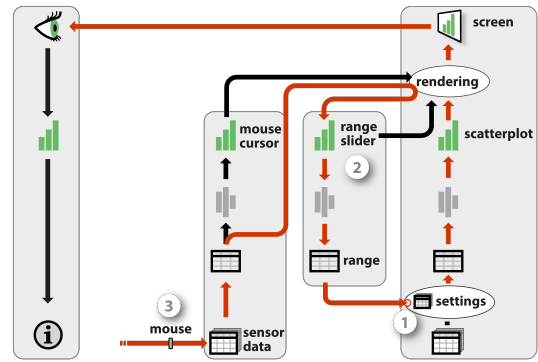 screen
rendering
mouse
cursor
range
slider
scatterplot
2
range
settings
3
1
mouse
sensor
data
i